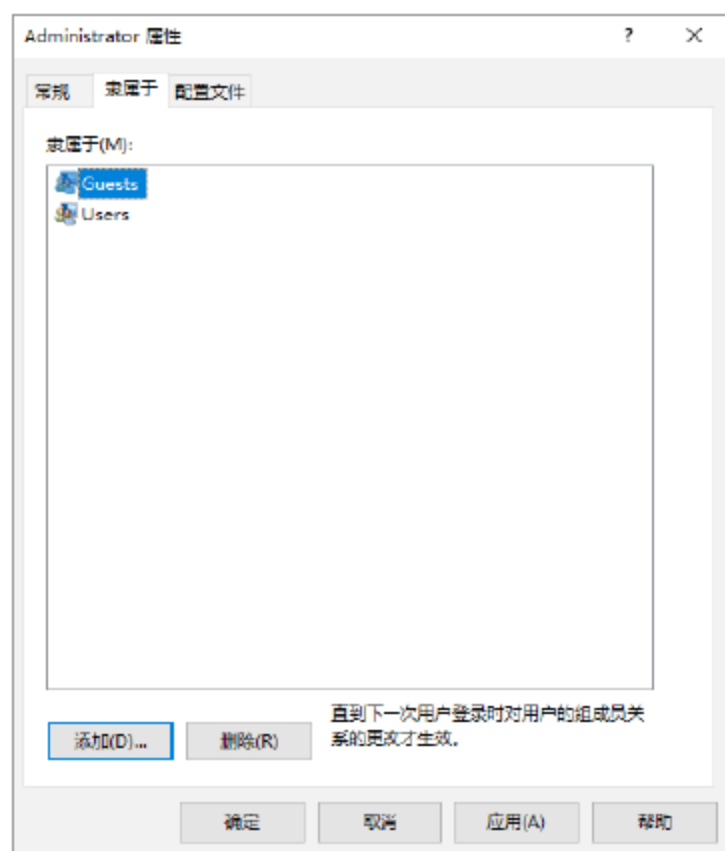 Administrator 属性
常规 隶属于 配置文件
隶属于(M):
Guests
Users
直到下一次用户登录时对用户的组成员关
系的更改才生效。
添加(D)... 删除(R)
确定 取消 应用(A) 帮助